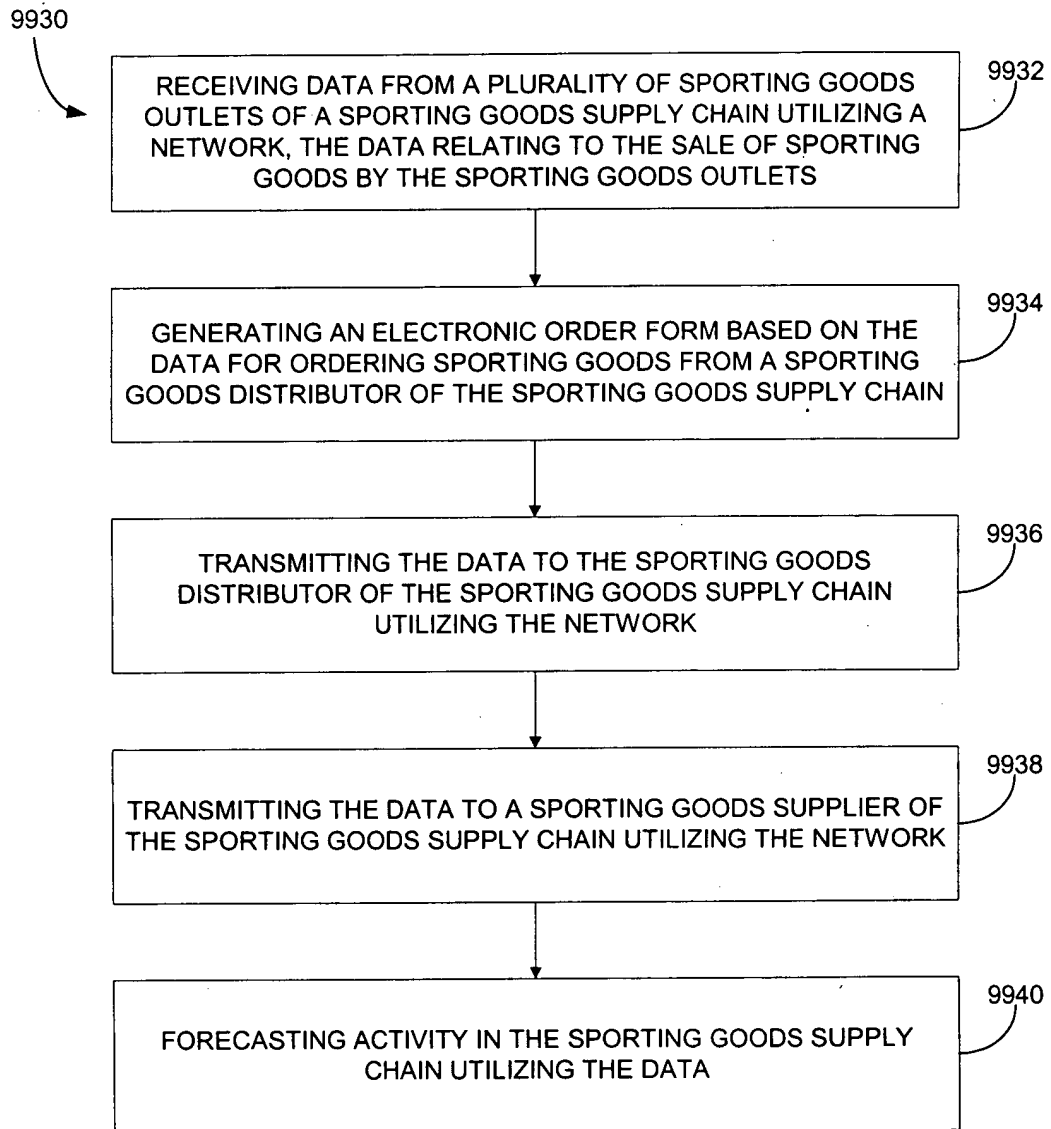 9930
RECEIVING DATA FROM A PLURALITY OF SPORTING GOODS
OUTLETS OF A SPORTING GOODS SUPPLY CHAIN UTILIZING A
NETWORK, THE DATA RELATING TO THE SALE OF SPORTING
GOODS BY THE SPORTING GOODS OUTLETS
9932
GENERATING AN ELECTRONIC ORDER FORM BASED ON THE
DATA FOR ORDERING SPORTING GOODS FROM A SPORTING
GOODS DISTRIBUTOR OF THE SPORTING GOODS SUPPLY CHAIN
9934
TRANSMITTING THE DATA TO THE SPORTING GOODS
DISTRIBUTOR OF THE SPORTING GOODS SUPPLY CHAIN
UTILIZING THE NETWORK
9936
TRANSMITTING THE DATA TO A SPORTING GOODS SUPPLIER OF
THE SPORTING GOODS SUPPLY CHAIN UTILIZING THE NETWORK
9938
FORECASTING ACTIVITY IN THE SPORTING GOODS SUPPLY
CHAIN UTILIZING THE DATA
9940